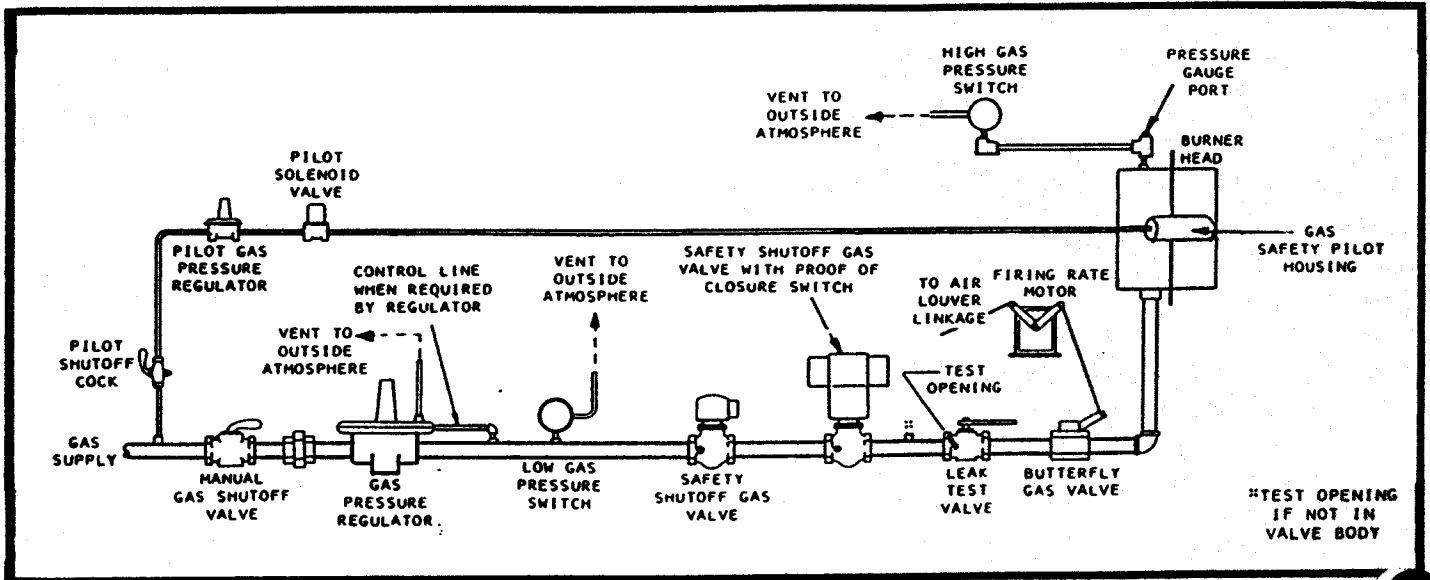 HIGH GAS
PRESSURE
SWITCH
PRESSURE
GAUGE
PORT
VENT TO
OUTSIDE
ATMOSPHERE
BURNER
HEAD
PILOT
SOLENOID
VALVE
PILOT GAS
PRESSURE
REGULATOR
GAS
SAFETY PILOT
HOUSING
SAFETY SHUTOFF GAS
VALVE WITH PROOF OF
CLOSURE SWITCH
VENT TO
OUTSIDE
ATMOSPHERE
CONTROL LINE
WHEN REQUIRED
BY REGULATOR
TO AIR
LOUVER
LINKAGE
FIRING RATE
MOTOR
VENT TO
OUTSIDE
ATMOSPHERE
PILOT
SHUTOFF
COCK
TEST
OPENING
GAS
SUPPLY
MANUAL
GAS SHUTOFF
VALVE
GAS
PRESSURE
REGULATOR.
LOW GAS
PRESSURE
SWITCH
SAFETY
SHUTOFF GAS
VALVE
LEAK
TEST
VALVE
BUTTERFLY
GAS VALVE
*TEST OPENING
IF NOT IN
VALVE BODY